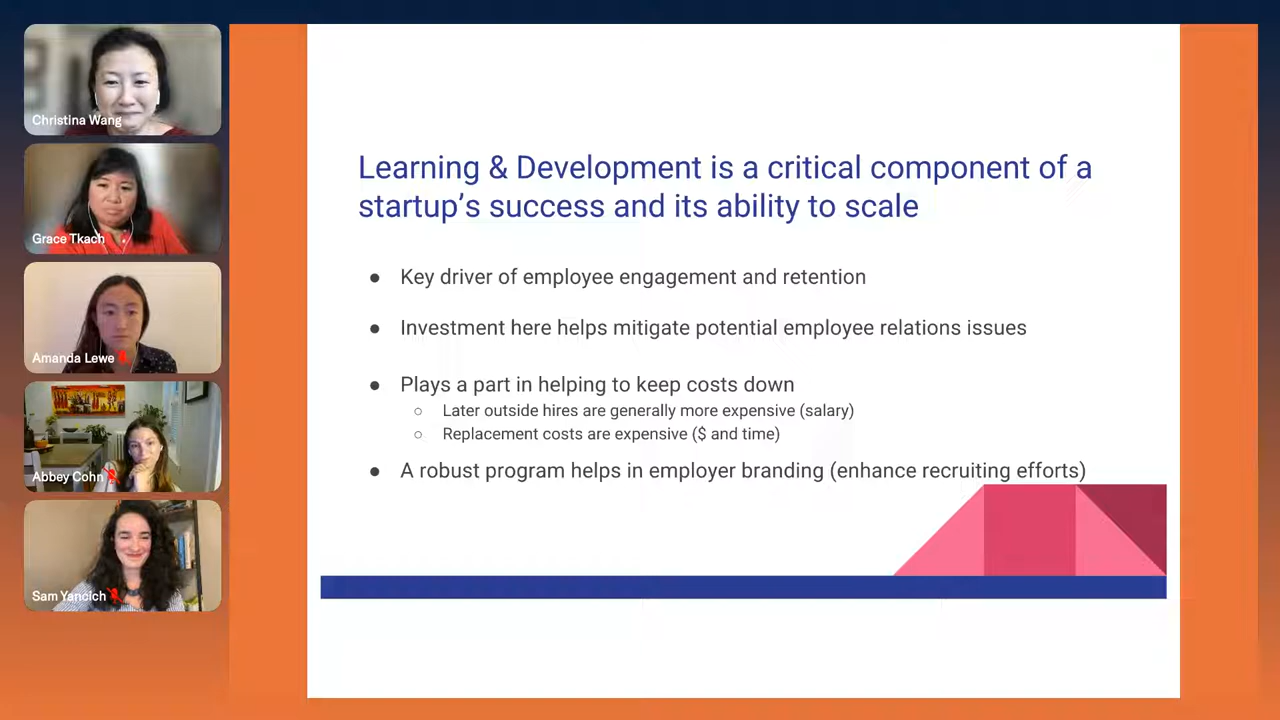 Christina Wang
Grace Tkach
Amanda Lewe
Abbey Cohn
Sam Yancich
Learning & Development is a critical component of a
startup's success and its ability to scale
● Key driver of employee engagement and retention
● Investment here helps mitigate potential employee relations issues
● Plays a part in helping to keep costs down
○ Later outside hires are generally more expensive (salary)
○ Replacement costs are expensive ($ and time)
● A robust program helps in employer branding (enhance recruiting efforts)